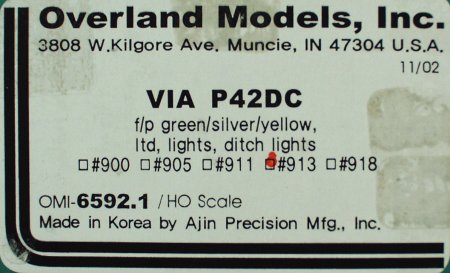 Overland Models, Inc.
3808 W.Kilgore Ave. Muncie, IN 47304 U.S.A.
11/02
VIA P42DC
f/p green/silver/yellow,
ltd, lights, ditch lights
□#900 □#905 □#911 □#913 □#918
OMI-6592.1 / HO Scale
Made in Korea by Ajin Precision Mfg., Inc.